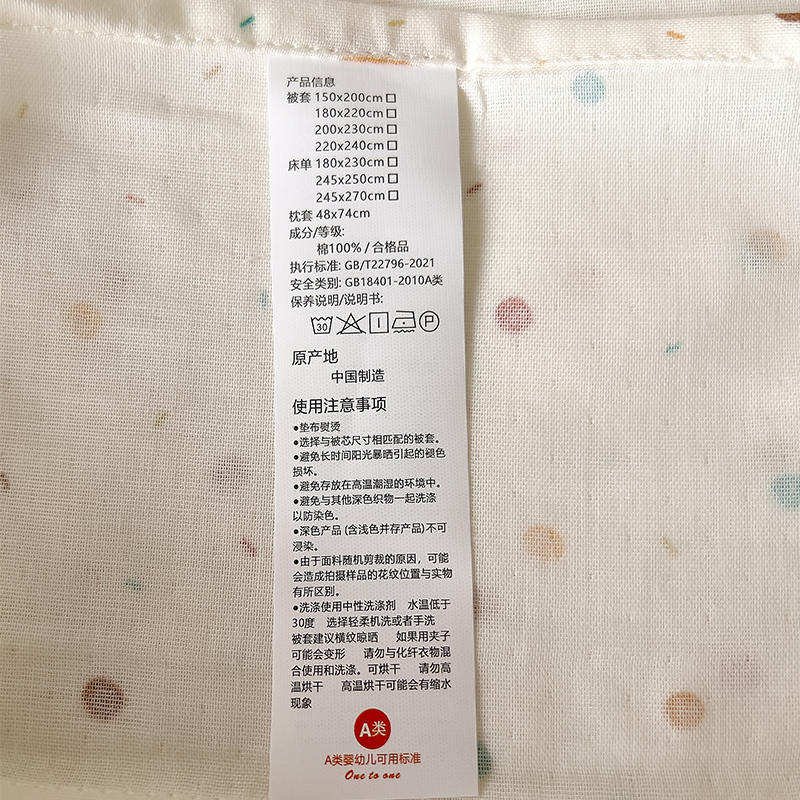 产品信息
被套 150x200cm□
180x220cm□
200x230cm□
220x240cm□
床单 180x230cm□
245x250cm□
245x270cm□
枕套 48x74cm
成分/等级:
棉100% / 合格品
执行标准: GB/T22796-2021
安全类别: GB18401-2010A类
保养说明/说明书:
30 P
原产地
中国制造
使用注意事项
●垫布熨烫
●选择与被芯尺寸相匹配的被套。
●避免长时间阳光暴晒引起的褪色
损坏。
●避免存放在高温潮湿的环境中。
●避免与其他深色织物一起洗涤
以防染色。
●深色产品 (含浅色并存产品)不可
浸染。
●由于面料随机剪裁的原因，可能
会造成拍摄样品的花纹位置与实物
有所区别。
●洗涤使用中性洗涤剂 水温低于
30度 选择轻柔机洗或者手洗
被套建议横纹晾晒 如果用夹子
可能会变形 请勿与化纤衣物混
合使用和洗涤。可烘干 请勿高
温烘干 高温烘干可能会有缩水
现象
A类
A类婴幼儿可用标准
One to one